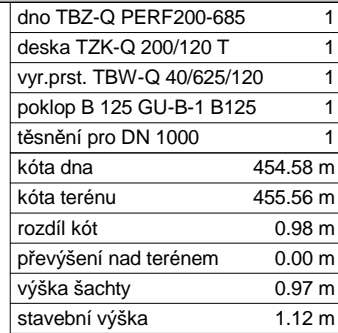 dno TBZ-Q PERF200-685 1
deska TZK-Q 200/120 T 1
vyr.prst. TBW-Q 40/625/120 1
poklop B 125 GU-B-1 B125 1
těsnění pro DN 1000 1
kóta dna 454.58 m
kóta terénu 455.56 m
rozdíl kót 0.98 m
převýšení nad terénem 0.00 m
výška šachty 0.97 m
stavební výška 1.12 m